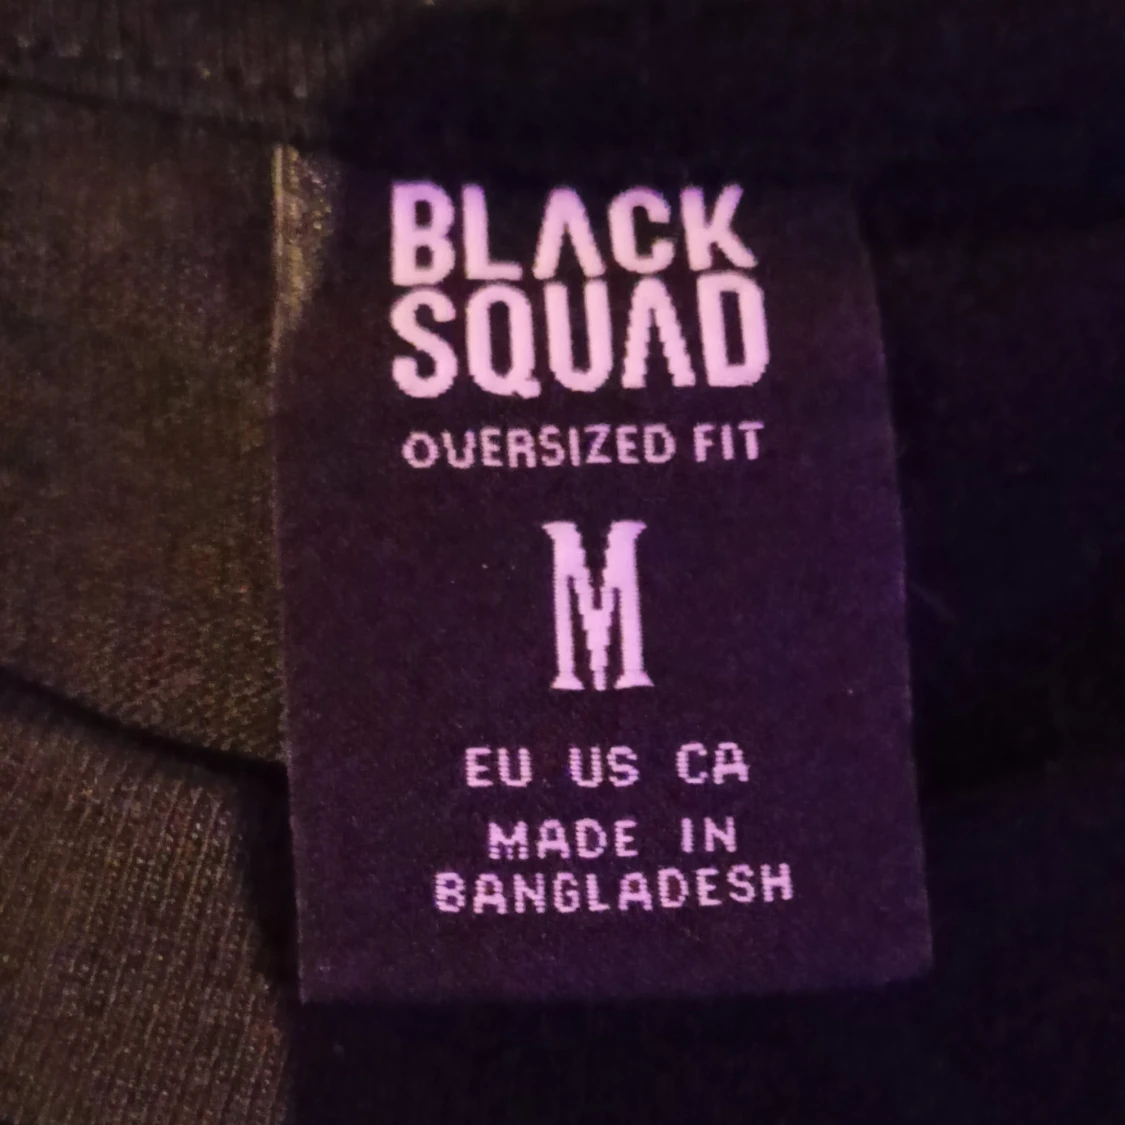 BLACK
SQUAD
OVERSIZED FIT
M
EU US CA
MADE IN
BANGLADESH